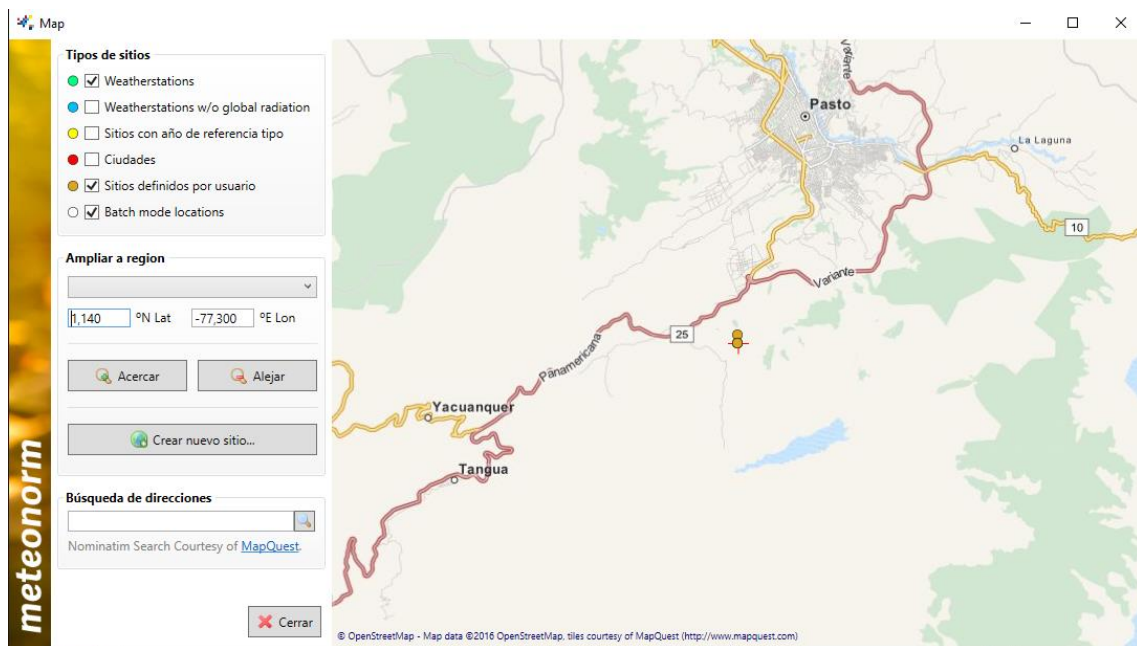 Map
Tipos de sitios
Weatherstations
Weatherstations w/o global radiation
Sitios con año de referencia tipo
Ciudades
Sitios definidos por usuario
Batch mode locations
Ampliar a region
1,140 ºN Lat -77,300 ºE Lon
Acercar Alejar
Crear nuevo sitio...
Búsqueda de direcciones
Nominatim Search Courtesy of MapQuest.
Cerrar
meteonorm
Variante
Pasto
La Laguna
10
Variante
25
Panamericana
Yacuanquer
Tangua
© OpenStreetMap - Map data ©2016 OpenStreetMap, tiles courtesy of MapQuest (http://www.mapquest.com)